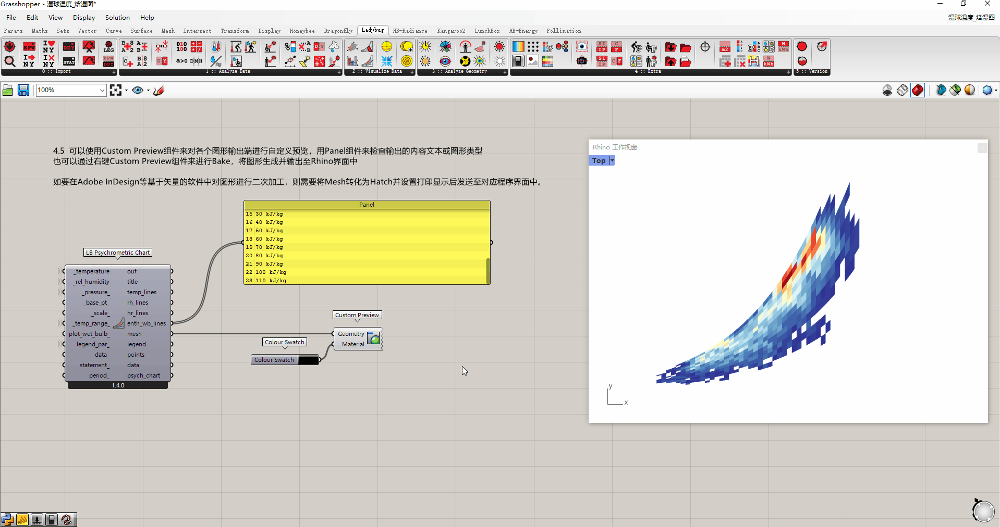 Grasshopper - 湿球温度_焓湿图*
File Edit View Display Solution Help
湿球温度_焓湿图
Params Maths Sets Vector Curve Surface Mesh Intersect Transform Display Honeybee Dragonfly Ladybug HB-Radiance Kangaroo2 LunchBox HB-Energy Pollination
0 :: Import
1 :: Analyze Data
2 :: Visualize Data
3 :: Analyze Geometry
4 :: Extra
5 :: Version
100%
4.5 可以使用Custom Preview组件来对各个图形输出端进行自定义预览，用Panel组件来检查输出的内容文本或图形类型
也可以通过右键Custom Preview组件来进行Bake，将图形生成并输出至Rhino界面中
如要在Adobe InDesign等基于矢量的软件中对图形进行二次加工，则需要将Mesh转化为Hatch并设置打印显示后发送至对应程序界面中。
Panel
15 30 kJ/kg
16 40 kJ/kg
17 50 kJ/kg
18 60 kJ/kg
19 70 kJ/kg
20 80 kJ/kg
21 90 kJ/kg
22 100 kJ/kg
23 110 kJ/kg
LB Psychrometric Chart
_temperature out
_rel_humidity title
_pressure_ temp_lines
_base_pt_ rh_lines
_scale_ hr_lines
_temp_range_ enth_wb_lines
plot_wet_bulb_ mesh
legend_par_ legend
data_ points
statement_ data
period_ psych_chart
1.4.0
Custom Preview
Geometry
Material
Colour Swatch
Colour Swatch
Rhino 工作视窗
Top
y
x